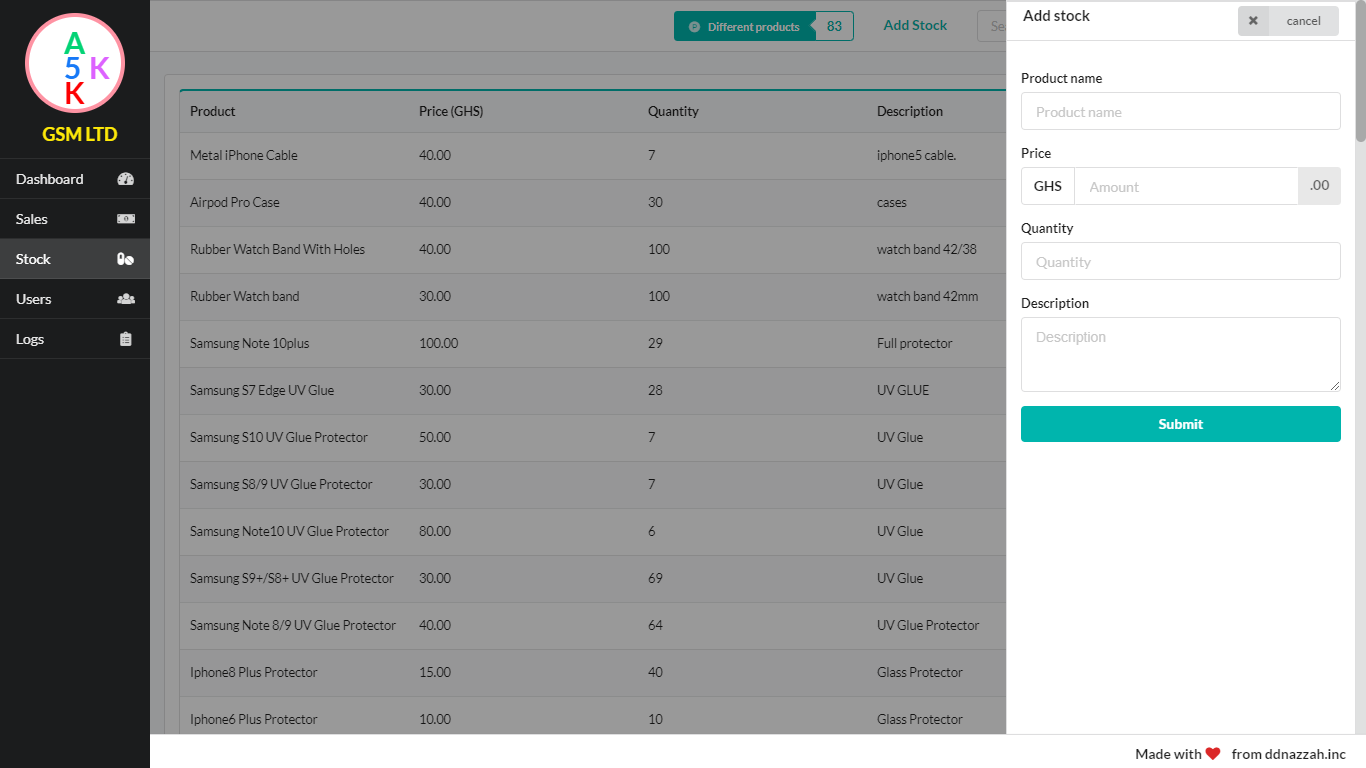 A
5 K
K
GSM LTD
Dashboard
Sales
Stock
Users
Logs
Different products 83 Add Stock Sea
Product Price (GHS) Quantity Description
Metal iPhone Cable 40.00 7 iphone5 cable.
Airpod Pro Case 40.00 30 cases
Rubber Watch Band With Holes 40.00 100 watch band 42/38
Rubber Watch band 30.00 100 watch band 42mm
Samsung Note 10plus 100.00 29 Full protector
Samsung S7 Edge UV Glue 30.00 28 UV GLUE
Samsung S10 UV Glue Protector 50.00 7 UV Glue
Samsung S8/9 UV Glue Protector 30.00 7 UV Glue
Samsung Note10 UV Glue Protector 80.00 6 UV Glue
Samsung S9+/S8+ UV Glue Protector 30.00 69 UV Glue
Samsung Note 8/9 UV Glue Protector 40.00 64 UV Glue Protector
Iphone8 Plus Protector 15.00 40 Glass Protector
Iphone6 Plus Protector 10.00 10 Glass Protector
Add stock
cancel
Product name
Product name
Price
GHS Amount .00
Quantity
Quantity
Description
Description
Submit
Made with from ddnazzah.inc